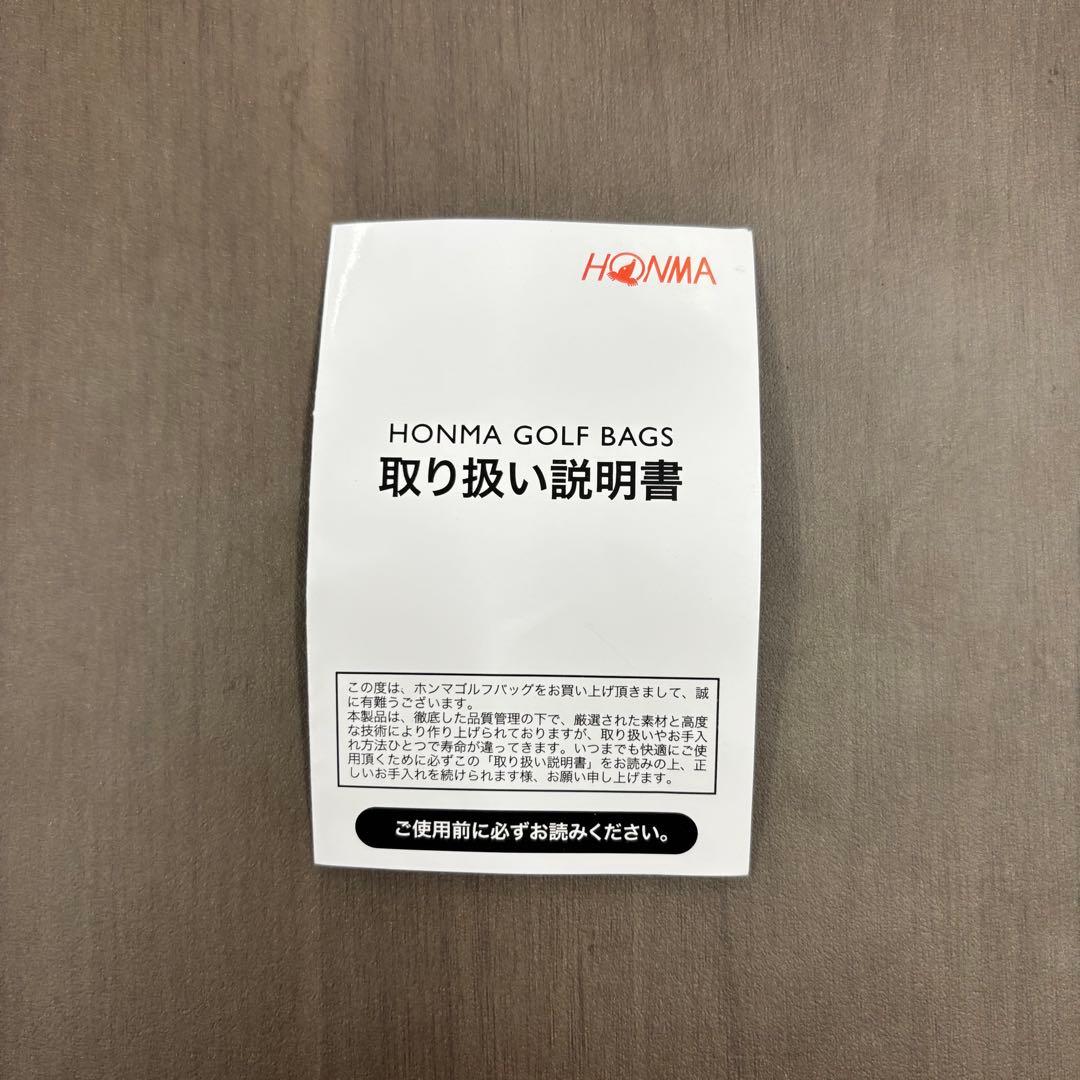 HONMA
HONMA GOLF BAGS
取り扱い説明書
この度は、ホンマゴルフバッグをお買い上げ頂きまして、誠
に有難うございます。
本製品は、徹底した品質管理の下で、厳選された素材と高度
な技術により作り上げられておりますが、取り扱いやお手入
れ方法ひとつで寿命が違ってきます。いつまでも快適にご使
用頂くために必ずこの「取り扱い説明書」をお読みの上、正
しいお手入れを続けられます様、お願い申し上げます。
ご使用前に必ずお読みください。